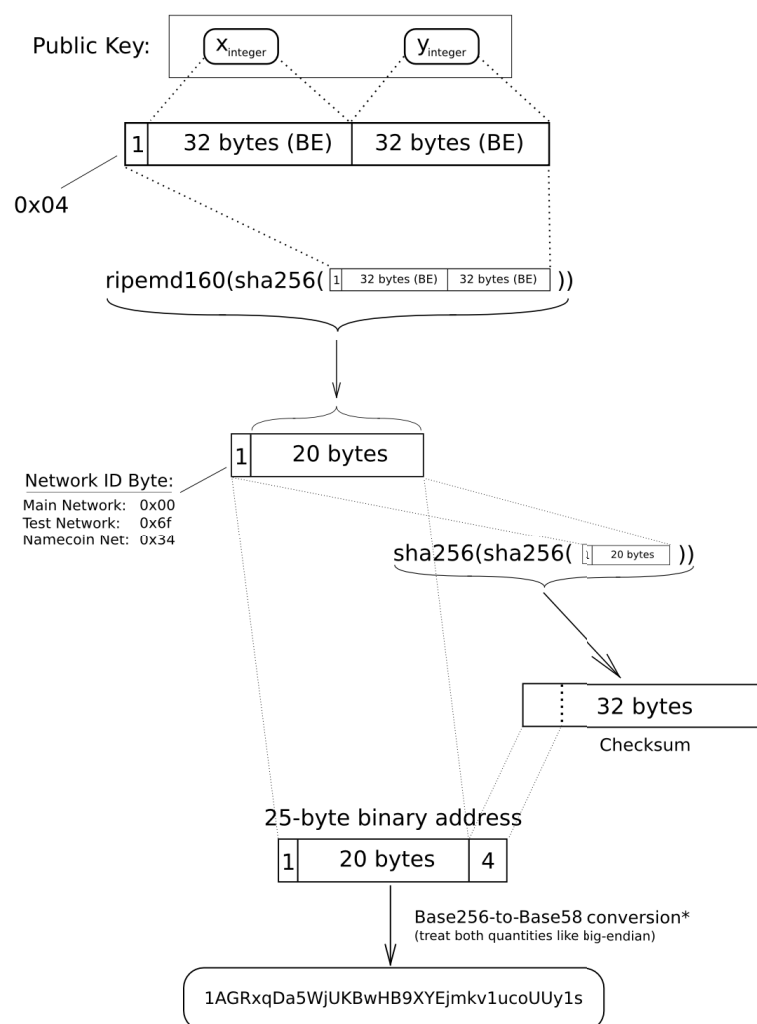 Public Key:
x integer
y integer
1
32 bytes (BE)
32 bytes (BE)
0x04
ripemd160(sha256( 1 32 bytes (BE) 32 bytes (BE) ))
1
20 bytes
Network ID Byte:
Main Network: 0x00
Test Network: 0x6f
Namecoin Net: 0x34
sha256(sha256( 1 20 bytes ))
32 bytes
Checksum
25-byte binary address
1
20 bytes
4
Base256-to-Base58 conversion*
(treat both quantities like big-endian)
1AGRxqDa5WjUKBwHB9XYEjmkv1ucoUUy1s